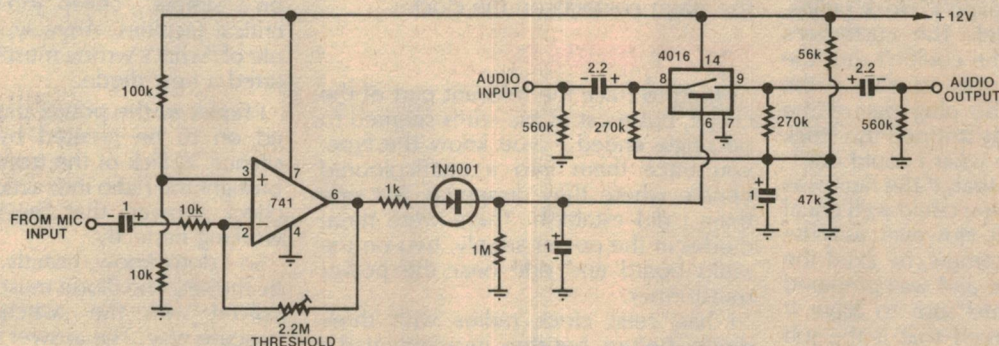 +12V
100k
3
+
7
741
6
-
2
4
FROM MIC
INPUT
- 1 +
10k
10k
2.2M
THRESHOLD
1k
1N4001
1M
+
1
AUDIO
INPUT
2.2
- +
560k
270k
4016
14
8
9
6
7
270k
+
1
56k
47k
2.2
+ -
560k
AUDIO
OUTPUT